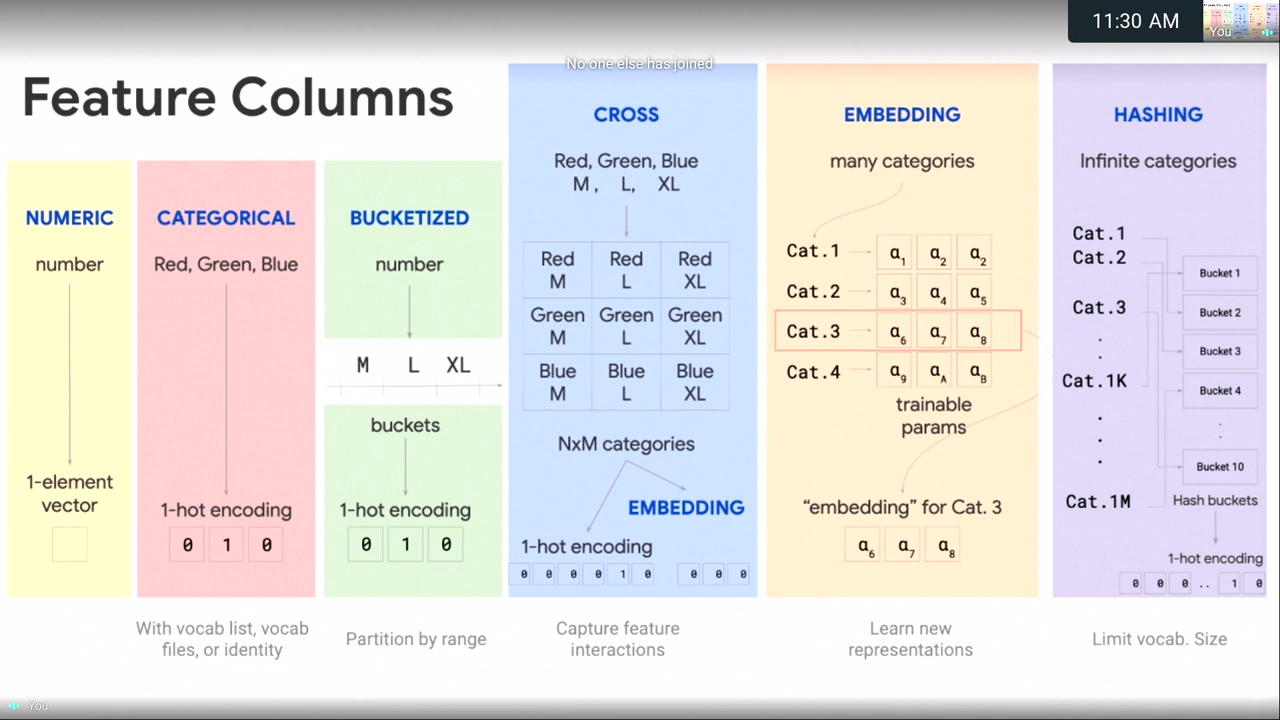 11:30 AM
You
No one else has joined
Feature Columns
NUMERIC
number
1-element
vector
CATEGORICAL
Red, Green, Blue
1-hot encoding
0 1 0
With vocab list, vocab
files, or identity
BUCKETIZED
number
M L XL
buckets
1-hot encoding
0 1 0
Partition by range
CROSS
Red, Green, Blue
M , L, XL
Red Red Red
M L XL
Green Green Green
M L XL
Blue Blue Blue
M L XL
NxM categories
EMBEDDING
1-hot encoding
0 0 0 0 1 0 0 0 0
Capture feature
interactions
EMBEDDING
many categories
Cat.1 a1 a2 a2
Cat.2 a3 a4 a5
Cat.3 a6 a7 a8
Cat.4 a9 aA aB
trainable
params
“embedding” for Cat. 3
a6 a7 a8
Learn new
representations
HASHING
Infinite categories
Cat.1
Cat.2
Cat.3
.
.
Cat.1K
.
.
.
Cat.1M
Bucket 1
Bucket 2
Bucket 3
Bucket 4
.
.
Bucket 10
Hash buckets
1-hot encoding
0 0 0 .. 1 0
Limit vocab. Size
You